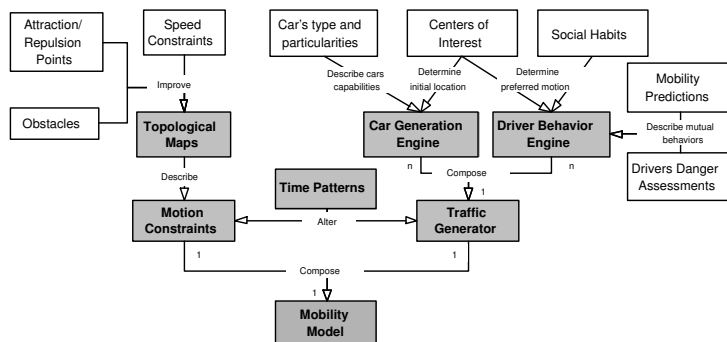 Attraction/
Repulsion
Points
Speed
Constraints
Car's type and
particularities
Centers of
Interest
Social Habits
Mobility
Predictions
Improve
Describe cars
capabilities
Determine
initial location
Determine
preferred motion
Obstacles
Topological
Maps
Car Generation
Engine
Driver Behavior
Engine
Describe mutual
behaviors
Drivers Danger
Assessments
Describe
n
Compose
n
Time Patterns
1
Motion
Constraints
Alter
Traffic
Generator
1
1
Compose
1
Mobility
Model